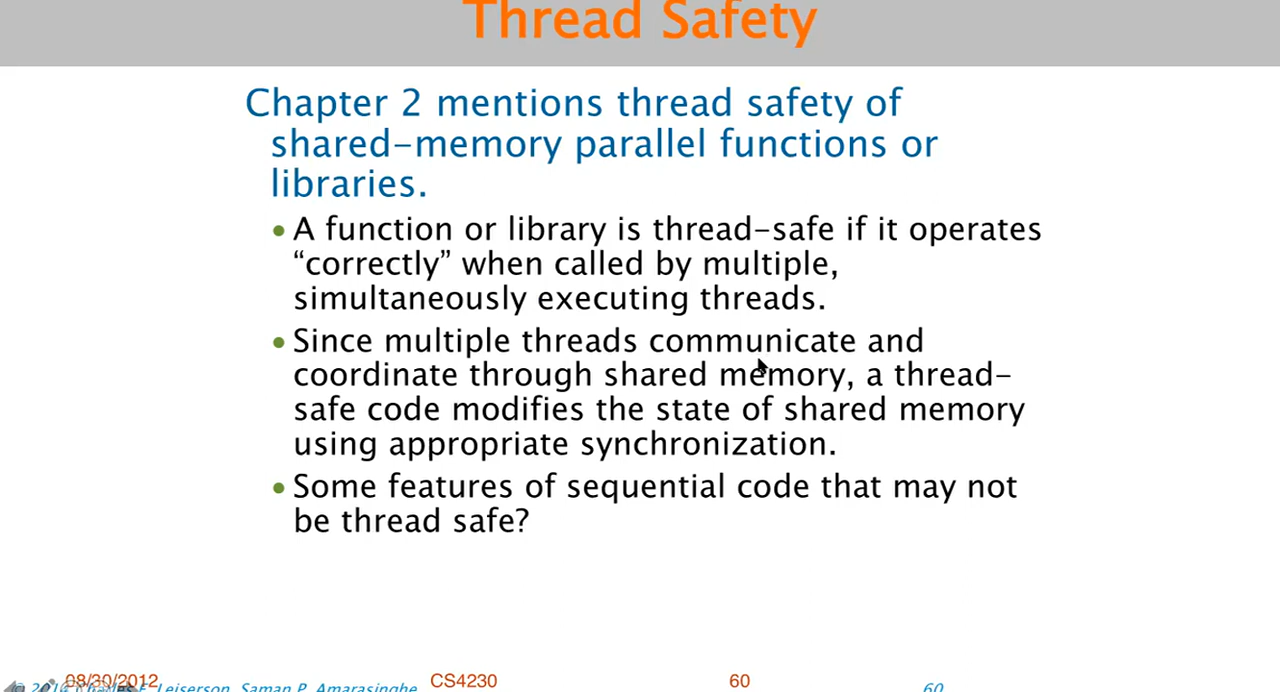 Thread Safety
Chapter 2 mentions thread safety of
shared-memory parallel functions or
libraries.
• A function or library is thread-safe if it operates
“correctly” when called by multiple,
simultaneously executing threads.
• Since multiple threads communicate and
coordinate through shared memory, a thread-
safe code modifies the state of shared memory
using appropriate synchronization.
• Some features of sequential code that may not
be thread safe?
08/30/2012 CS4230 60
Charles E. Leiserson, Saman P. Amarasinghe 60